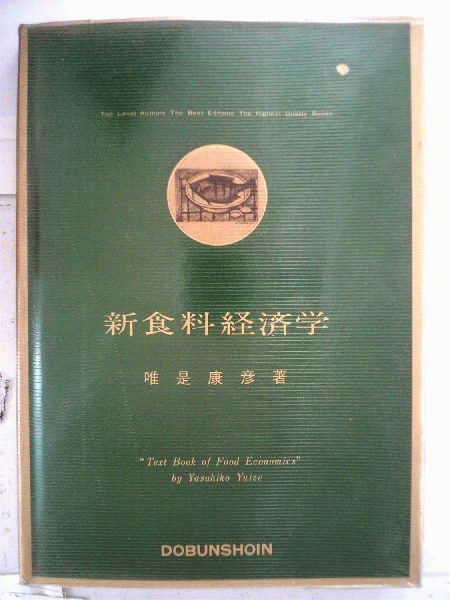 Top Level Authors The Best Editions The Highest Quality Books
新食料経済学
唯是康彦著
"Text Book of Food Economics"
by Yasuhiko Yuize
DOBUNSHOIN